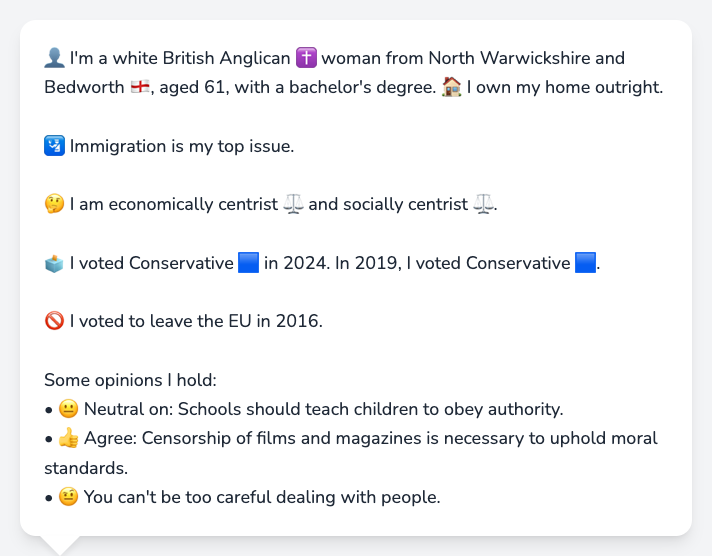 👤 I'm a white British Anglican ✝️ woman from North Warwickshire and
Bedworth 🏴󠁧󠁢󠁥󠁮󠁧󠁿, aged 61, with a bachelor's degree. 🏠 I own my home outright.
🛂 Immigration is my top issue.
🤔 I am economically centrist ⚖️ and socially centrist ⚖️.
🗳️ I voted Conservative 🟦 in 2024. In 2019, I voted Conservative 🟦.
🚫 I voted to leave the EU in 2016.
Some opinions I hold:
• 😐 Neutral on: Schools should teach children to obey authority.
• 👍 Agree: Censorship of films and magazines is necessary to uphold moral
standards.
• 🤨 You can't be too careful dealing with people.